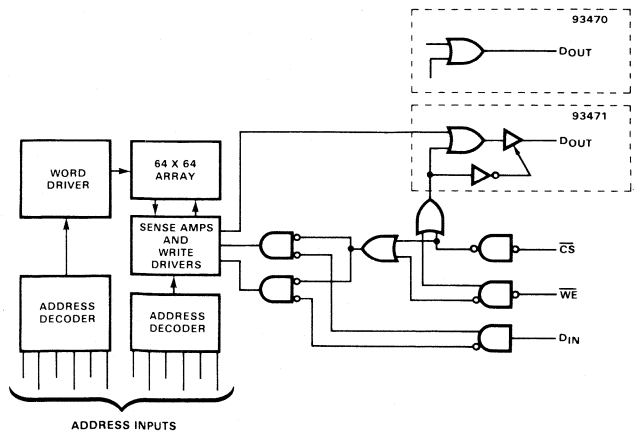 93470
DOUT
93471
DOUT
WORD
DRIVER
64 X 64
ARRAY
SENSE AMPS
AND
WRITE
DRIVERS
CS
WE
DIN
ADDRESS
DECODER
ADDRESS
DECODER
ADDRESS INPUTS